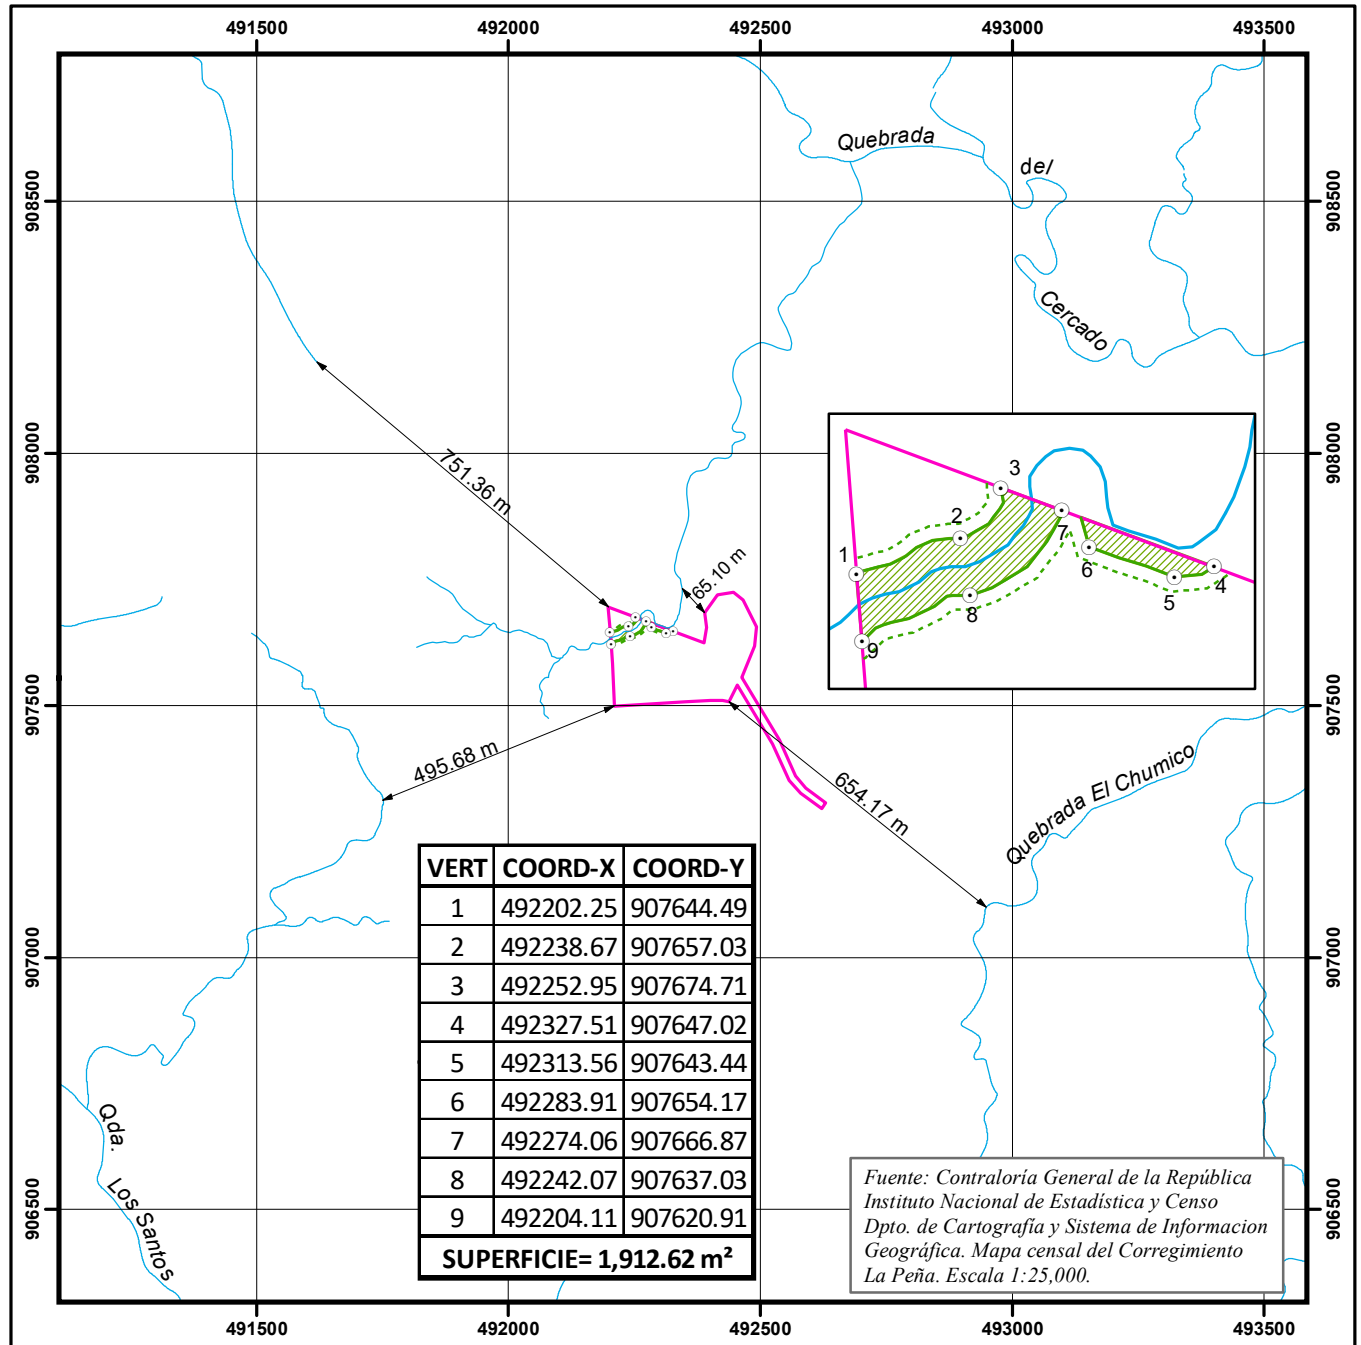 491500 492000 492500 493000 493500
908500 908500
908000 908000
907500 907500
907000 907000
906500 906500
491500 492000 492500 493000 493500
Quebrada
del
Cercado
751.36 m
65.10 m
495.68 m
654.17 m
Quebrada El Chumico
Qda.
Los Santos
1
2
3
4
5
6
7
8
9
VERT COORD-X COORD-Y
1 492202.25 907644.49
2 492238.67 907657.03
3 492252.95 907674.71
4 492327.51 907647.02
5 492313.56 907643.44
6 492283.91 907654.17
7 492274.06 907666.87
8 492242.07 907637.03
9 492204.11 907620.91
SUPERFICIE= 1,912.62 m²
Fuente: Contraloría General de la República
Instituto Nacional de Estadística y Censo
Dpto. de Cartografía y Sistema de Informacion
Geográfica. Mapa censal del Corregimiento
La Peña. Escala 1:25,000.